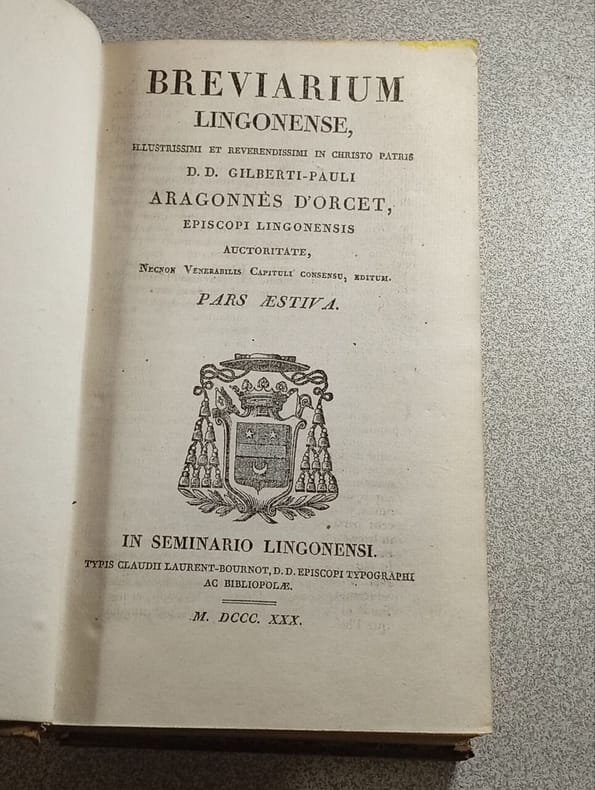 BREVIARIUM
LINGONENSE,
ILLUSTRISSIMI ET REVERENDISSIMI IN CHRISTO PATRIS
D. D. GILBERTI-PAULI
ARAGONNÈS D'ORCET,
EPISCOPI LINGONENSIS
AUCTORITATE,
NECNON VENERABILIS CAPITULI CONSENSU, EDITUM.
PARS ÆSTIVA.
IN SEMINARIO LINGONENSI.
TYPIS CLAUDII LAURENT-BOURNOT, D. D. EPISCOPI TYPOGRAPHI
AC BIBLIOPOLÆ.
M. DCCC. XXX.